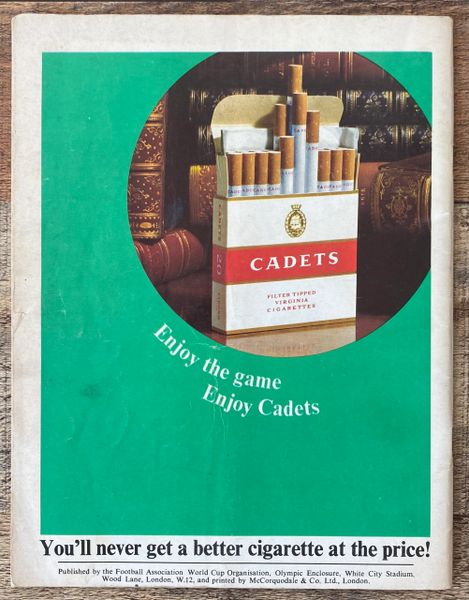 CADETS
CADETS
FILTER TIPPED
VIRGINIA
CIGARETTES
CADETS 20
Enjoy the game
Enjoy Cadets
You'll never get a better cigarette at the price!
Published by the Football Association World Cup Organisation, Olympic Enclosure, White City Stadium,
Wood Lane, London, W.12, and printed by McCorquodale & Co. Ltd., London.